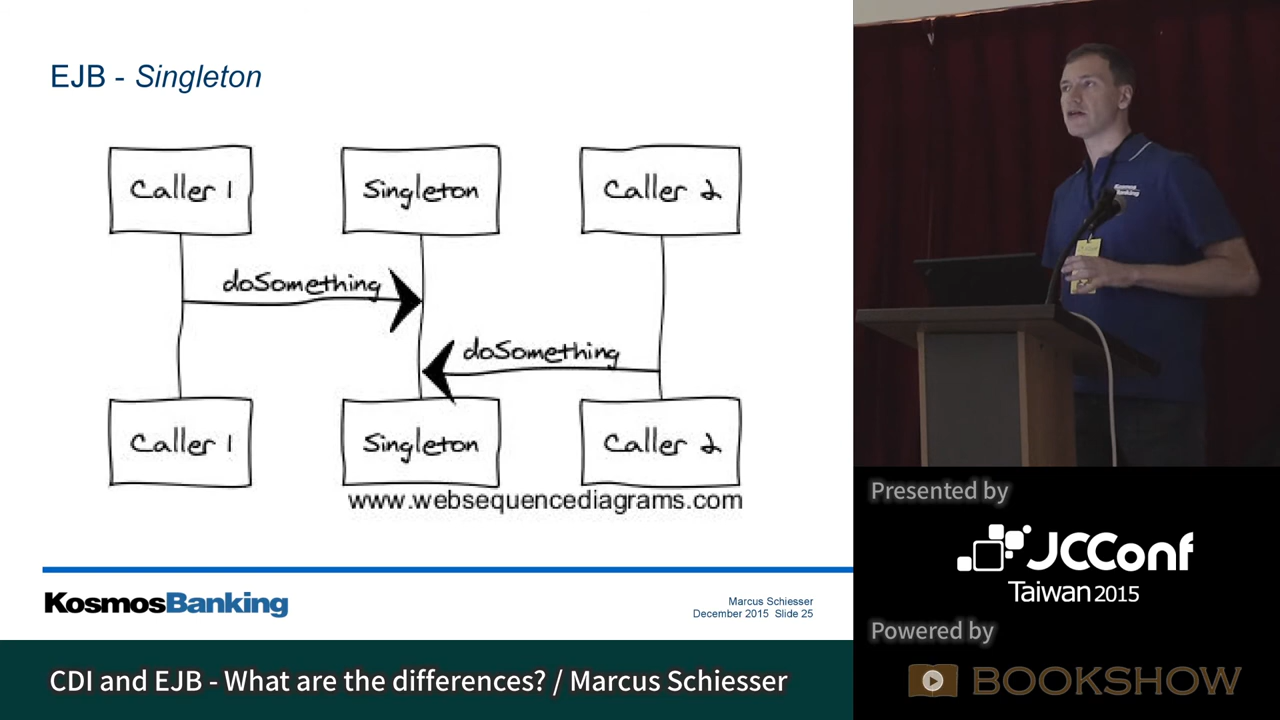 EJB - Singleton
Caller 1
Singleton
Caller 2
doSomething
doSomething
Caller 1
Singleton
Caller 2
www.websequencediagrams.com
KosmosBanking
Marcus Schiesser
December 2015 Slide 25
CDI and EJB - What are the differences? / Marcus Schiesser
Kosmos
Banking
Presented by
JCConf
Taiwan 2015
Powered by
BOOKSHOW